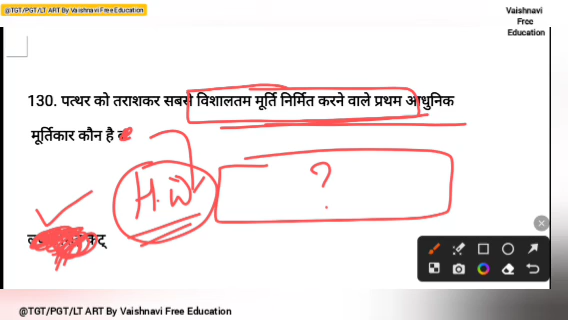 @TGT/PGT/LT ART By Vaishnavi Free Education
Vaishnavi
Free
Education
130. पत्थर को तराशकर सबसे विशालतम मूर्ति निर्मित करने वाले प्रथम आधुनिक
मूर्तिकार कौन है
H.W
?
@TGT/PGT/LT ART By Vaishnavi Free Education